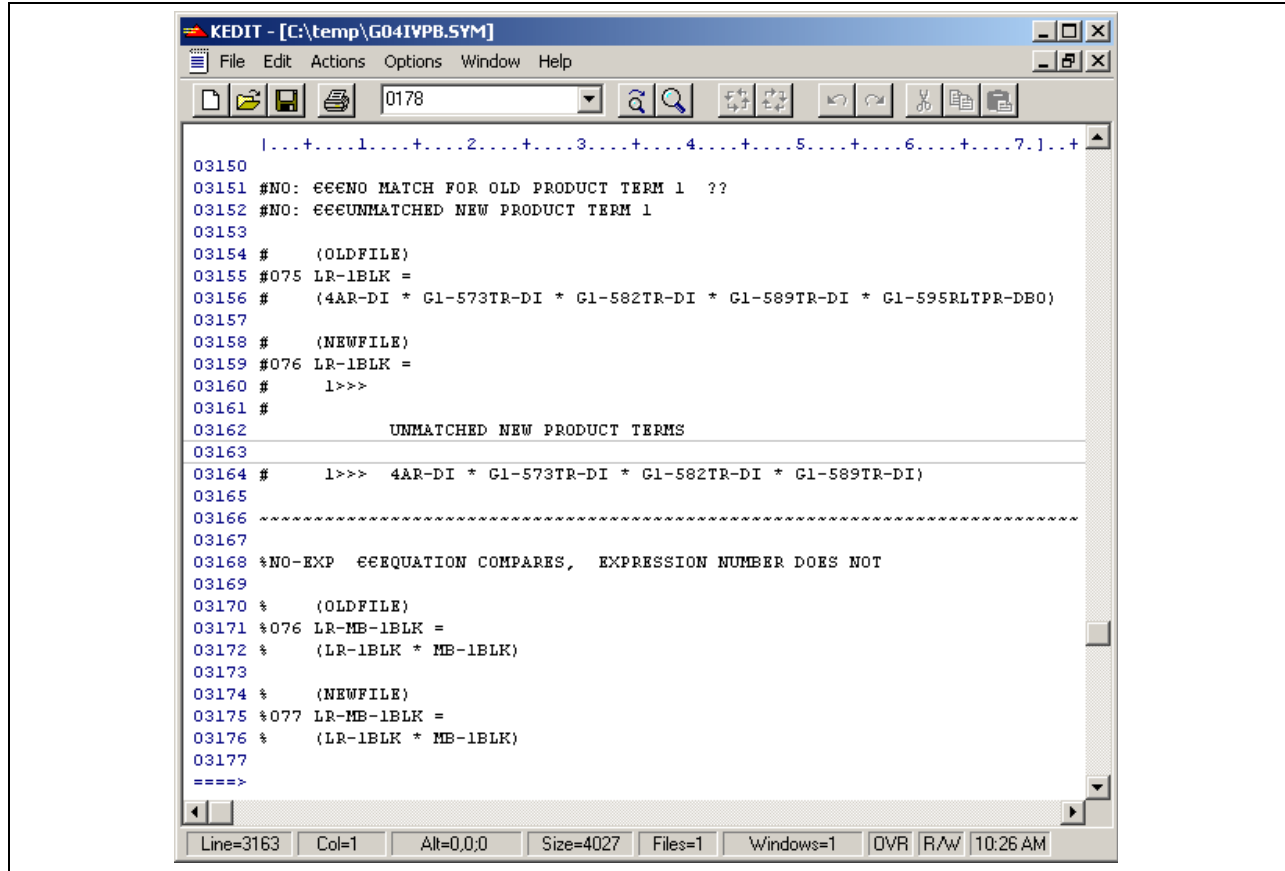 KEDIT - [C:\temp\G04IVPB.SYM]
File Edit Actions Options Window Help
0178
|...+....1....+....2....+....3....+....4....+....5....+....6....+....7.]..+
03150
03151 #NO: €€€NO MATCH FOR OLD PRODUCT TERM 1  ??
03152 #NO: €€€UNMATCHED NEW PRODUCT TERM 1
03153
03154 #    (OLDFILE)
03155 #075 LR-1BLK =
03156 #    (4AR-DI * G1-573TR-DI * G1-582TR-DI * G1-589TR-DI * G1-595RLTPR-DBO)
03157
03158 #    (NEWFILE)
03159 #076 LR-1BLK =
03160 #     1>>>
03161 #
03162             UNMATCHED NEW PRODUCT TERMS
03163
03164 #     1>>>  4AR-DI * G1-573TR-DI * G1-582TR-DI * G1-589TR-DI)
03165
03166 ~~~~~~~~~~~~~~~~~~~~~~~~~~~~~~~~~~~~~~~~~~~~~~~~~~~~~~~~~~~~~~~~~~~~~~~~~~~
03167
03168 %NO-EXP  €€EQUATION COMPARES,  EXPRESSION NUMBER DOES NOT
03169
03170 %    (OLDFILE)
03171 %076 LR-MB-1BLK =
03172 %    (LR-1BLK * MB-1BLK)
03173
03174 %    (NEWFILE)
03175 %077 LR-MB-1BLK =
03176 %    (LR-1BLK * MB-1BLK)
03177
====>
Line=3163 Col=1 Alt=0,0;0 Size=4027 Files=1 Windows=1 OVR R/W 10:26 AM